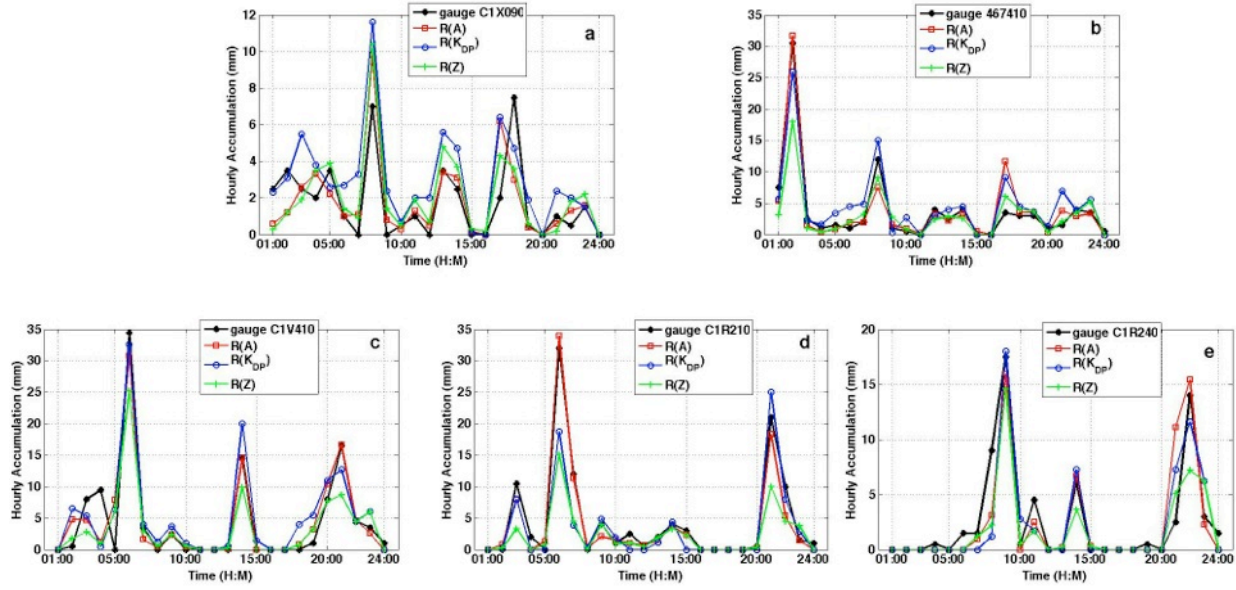 gauge C1X090
R(A)
R(KDP)
R(Z)
a
Hourly Accumulation (mm)
12
10
8
6
4
2
0
01:00 05:00 10:00 15:00 20:00 24:00
Time (H:M)
gauge 467410
R(A)
R(KDP)
R(Z)
b
Hourly Accumulation (mm)
35
30
25
20
15
10
5
0
01:00 05:00 10:00 15:00 20:00 24:00
Time (H:M)
gauge C1V410
R(A)
R(KDP)
R(Z)
c
Hourly Accumulation (mm)
35
30
25
20
15
10
5
0
01:00 05:00 10:00 15:00 20:00 24:00
Time (H:M)
gauge C1R210
R(A)
R(KDP)
R(Z)
d
Hourly Accumulation (mm)
35
30
25
20
15
10
5
0
01:00 05:00 10:00 15:00 20:00 24:00
Time (H:M)
gauge C1R240
R(A)
R(KDP)
R(Z)
e
Hourly Accumulation (mm)
20
15
10
5
0
01:00 05:00 10:00 15:00 20:00 24:00
Time (H:M)